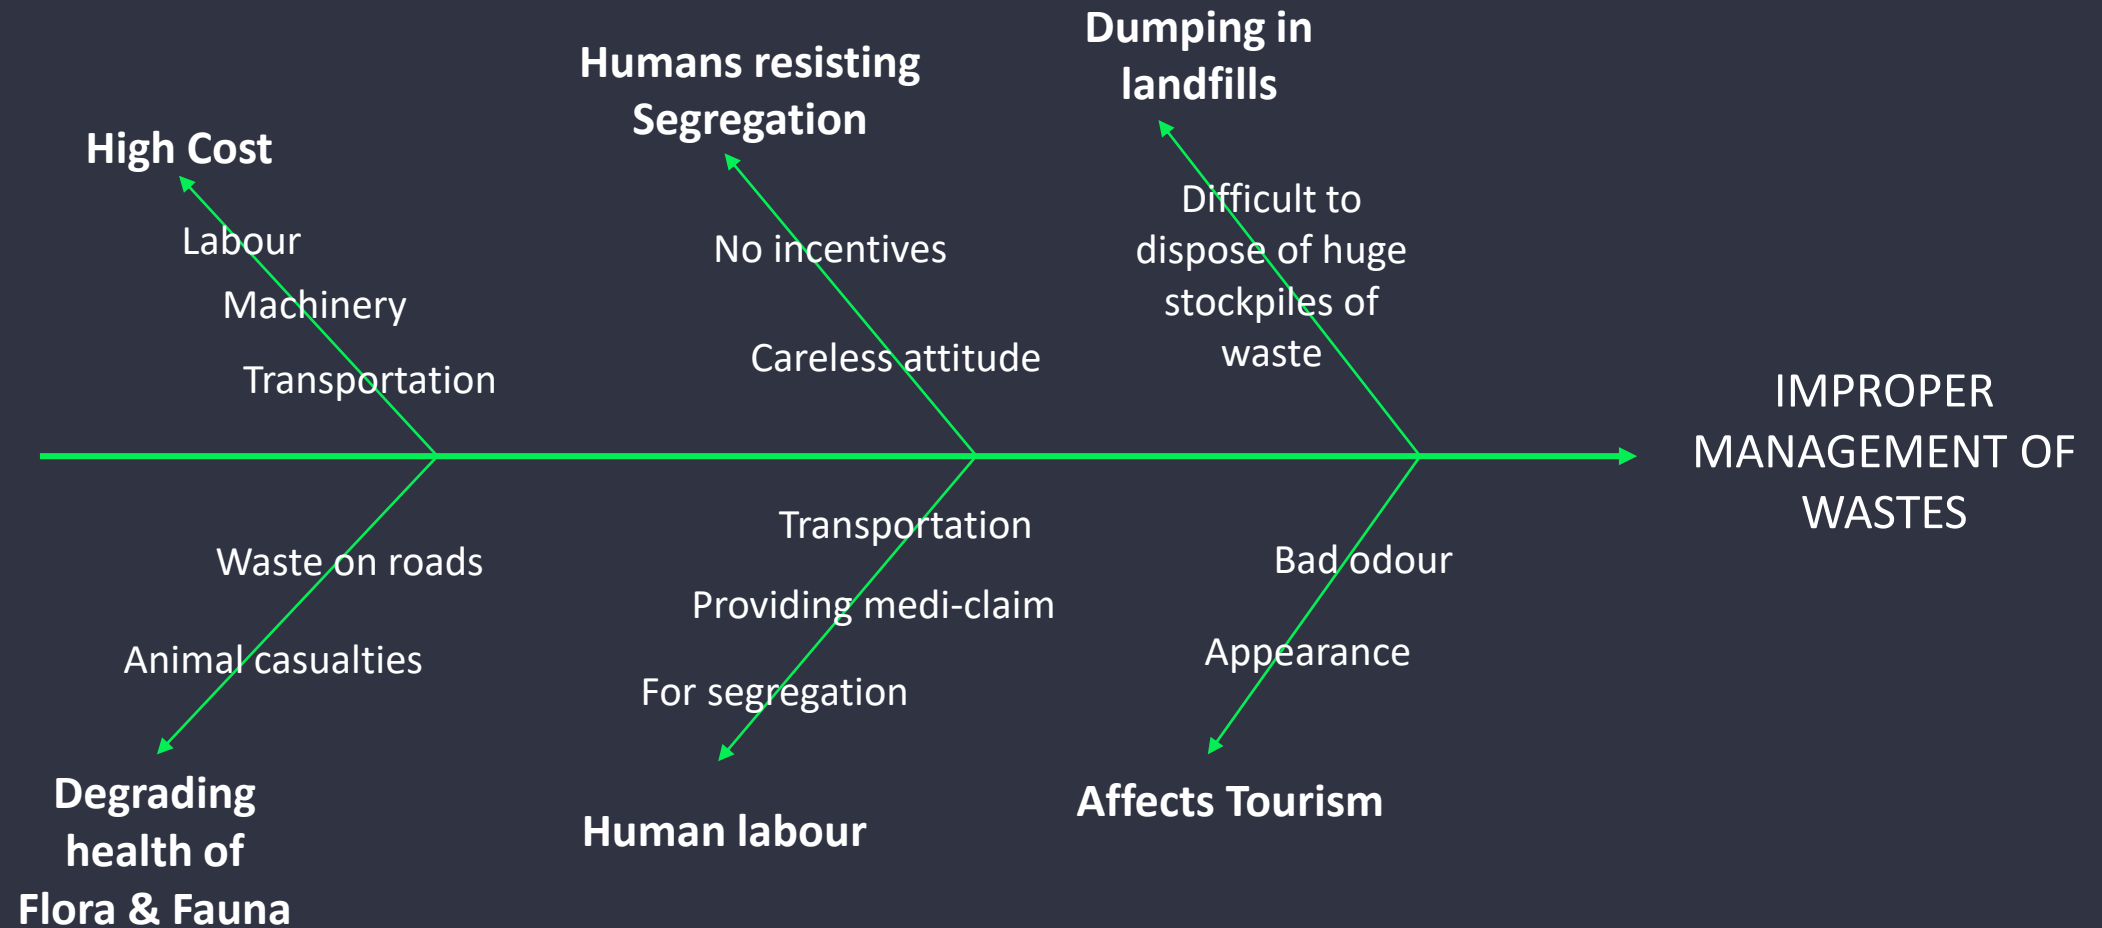 Dumping in
landfills
Humans resisting
Segregation
High Cost
Labour
Machinery
Transportation
No incentives
Careless attitude
Difficult to
dispose of huge
stockpiles of
waste
IMPROPER
MANAGEMENT OF
WASTES
Waste on roads
Animal casualties
Transportation
Providing medi-claim
For segregation
Bad odour
Appearance
Degrading
health of
Flora & Fauna
Human labour
Affects Tourism